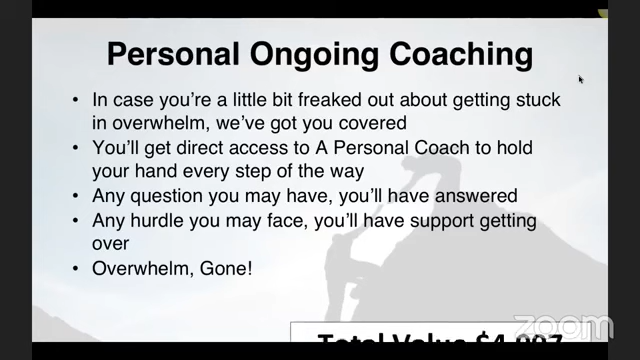 Personal Ongoing Coaching
• In case you're a little bit freaked out about getting stuck
in overwhelm, we've got you covered
• You'll get direct access to A Personal Coach to hold
your hand every step of the way
• Any question you may have, you'll have answered
• Any hurdle you may face, you'll have support getting
over
• Overwhelm, Gone!
Total Value $4,997
zoom